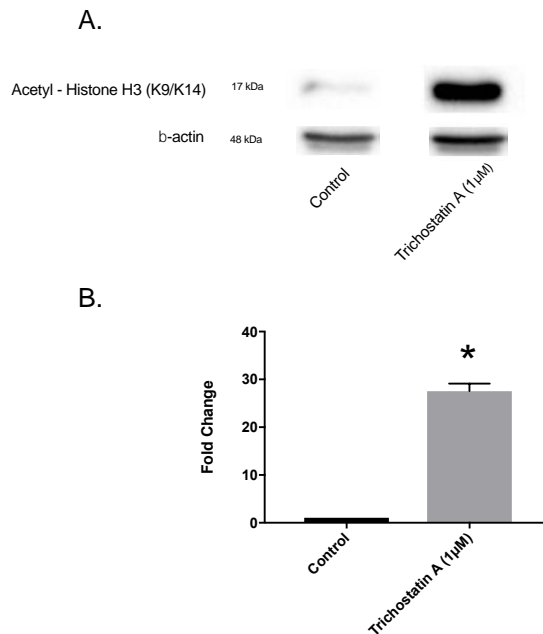 A.
Acetyl - Histone H3 (K9/K14) 17 kDa
b-actin 48 kDa
Control Trichostatin A (1µM)
B.
*
40
30
20
10
0
Fold Change
Control Trichostatin A (1µM)